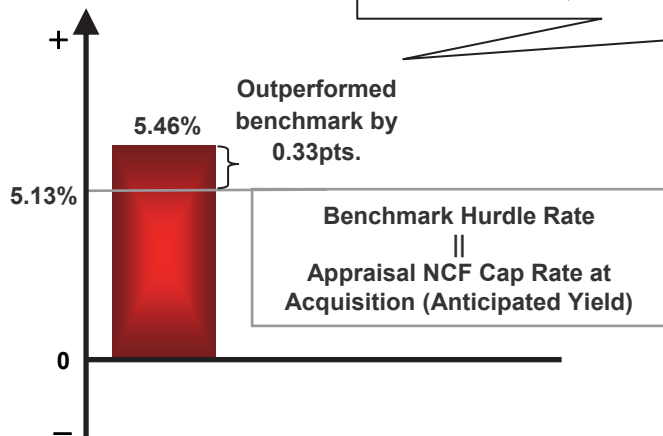 +
Outperformed
benchmark by
0.33pts.
5.46%
5.13%
Benchmark Hurdle Rate
||
Appraisal NCF Cap Rate at
Acquisition (Anticipated Yield)
0
−